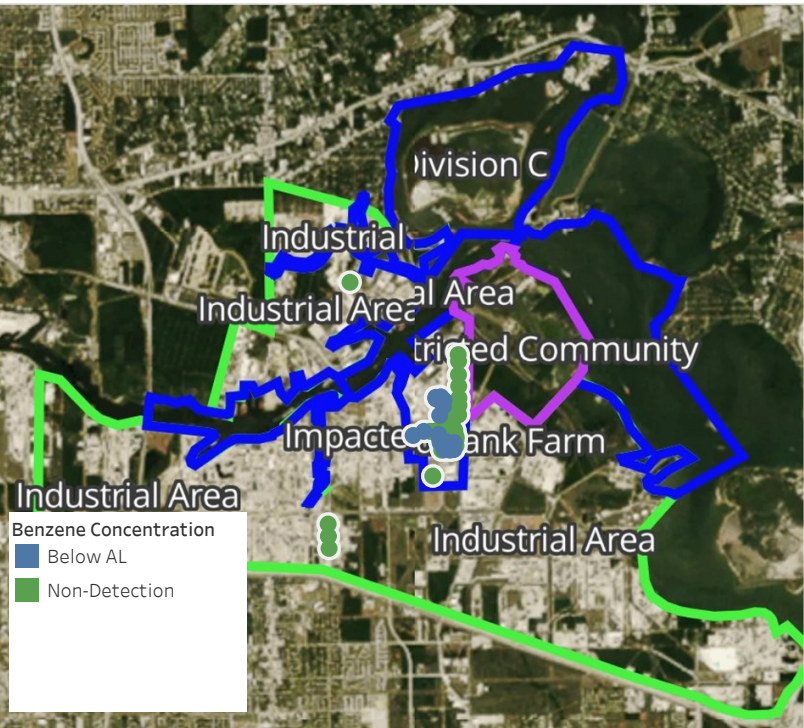 Division C
Industrial
al Area
Industrial Area
tricted Community
Impacte
ank Farm
Industrial Area
Industrial Area
Benzene Concentration
Below AL
Non-Detection